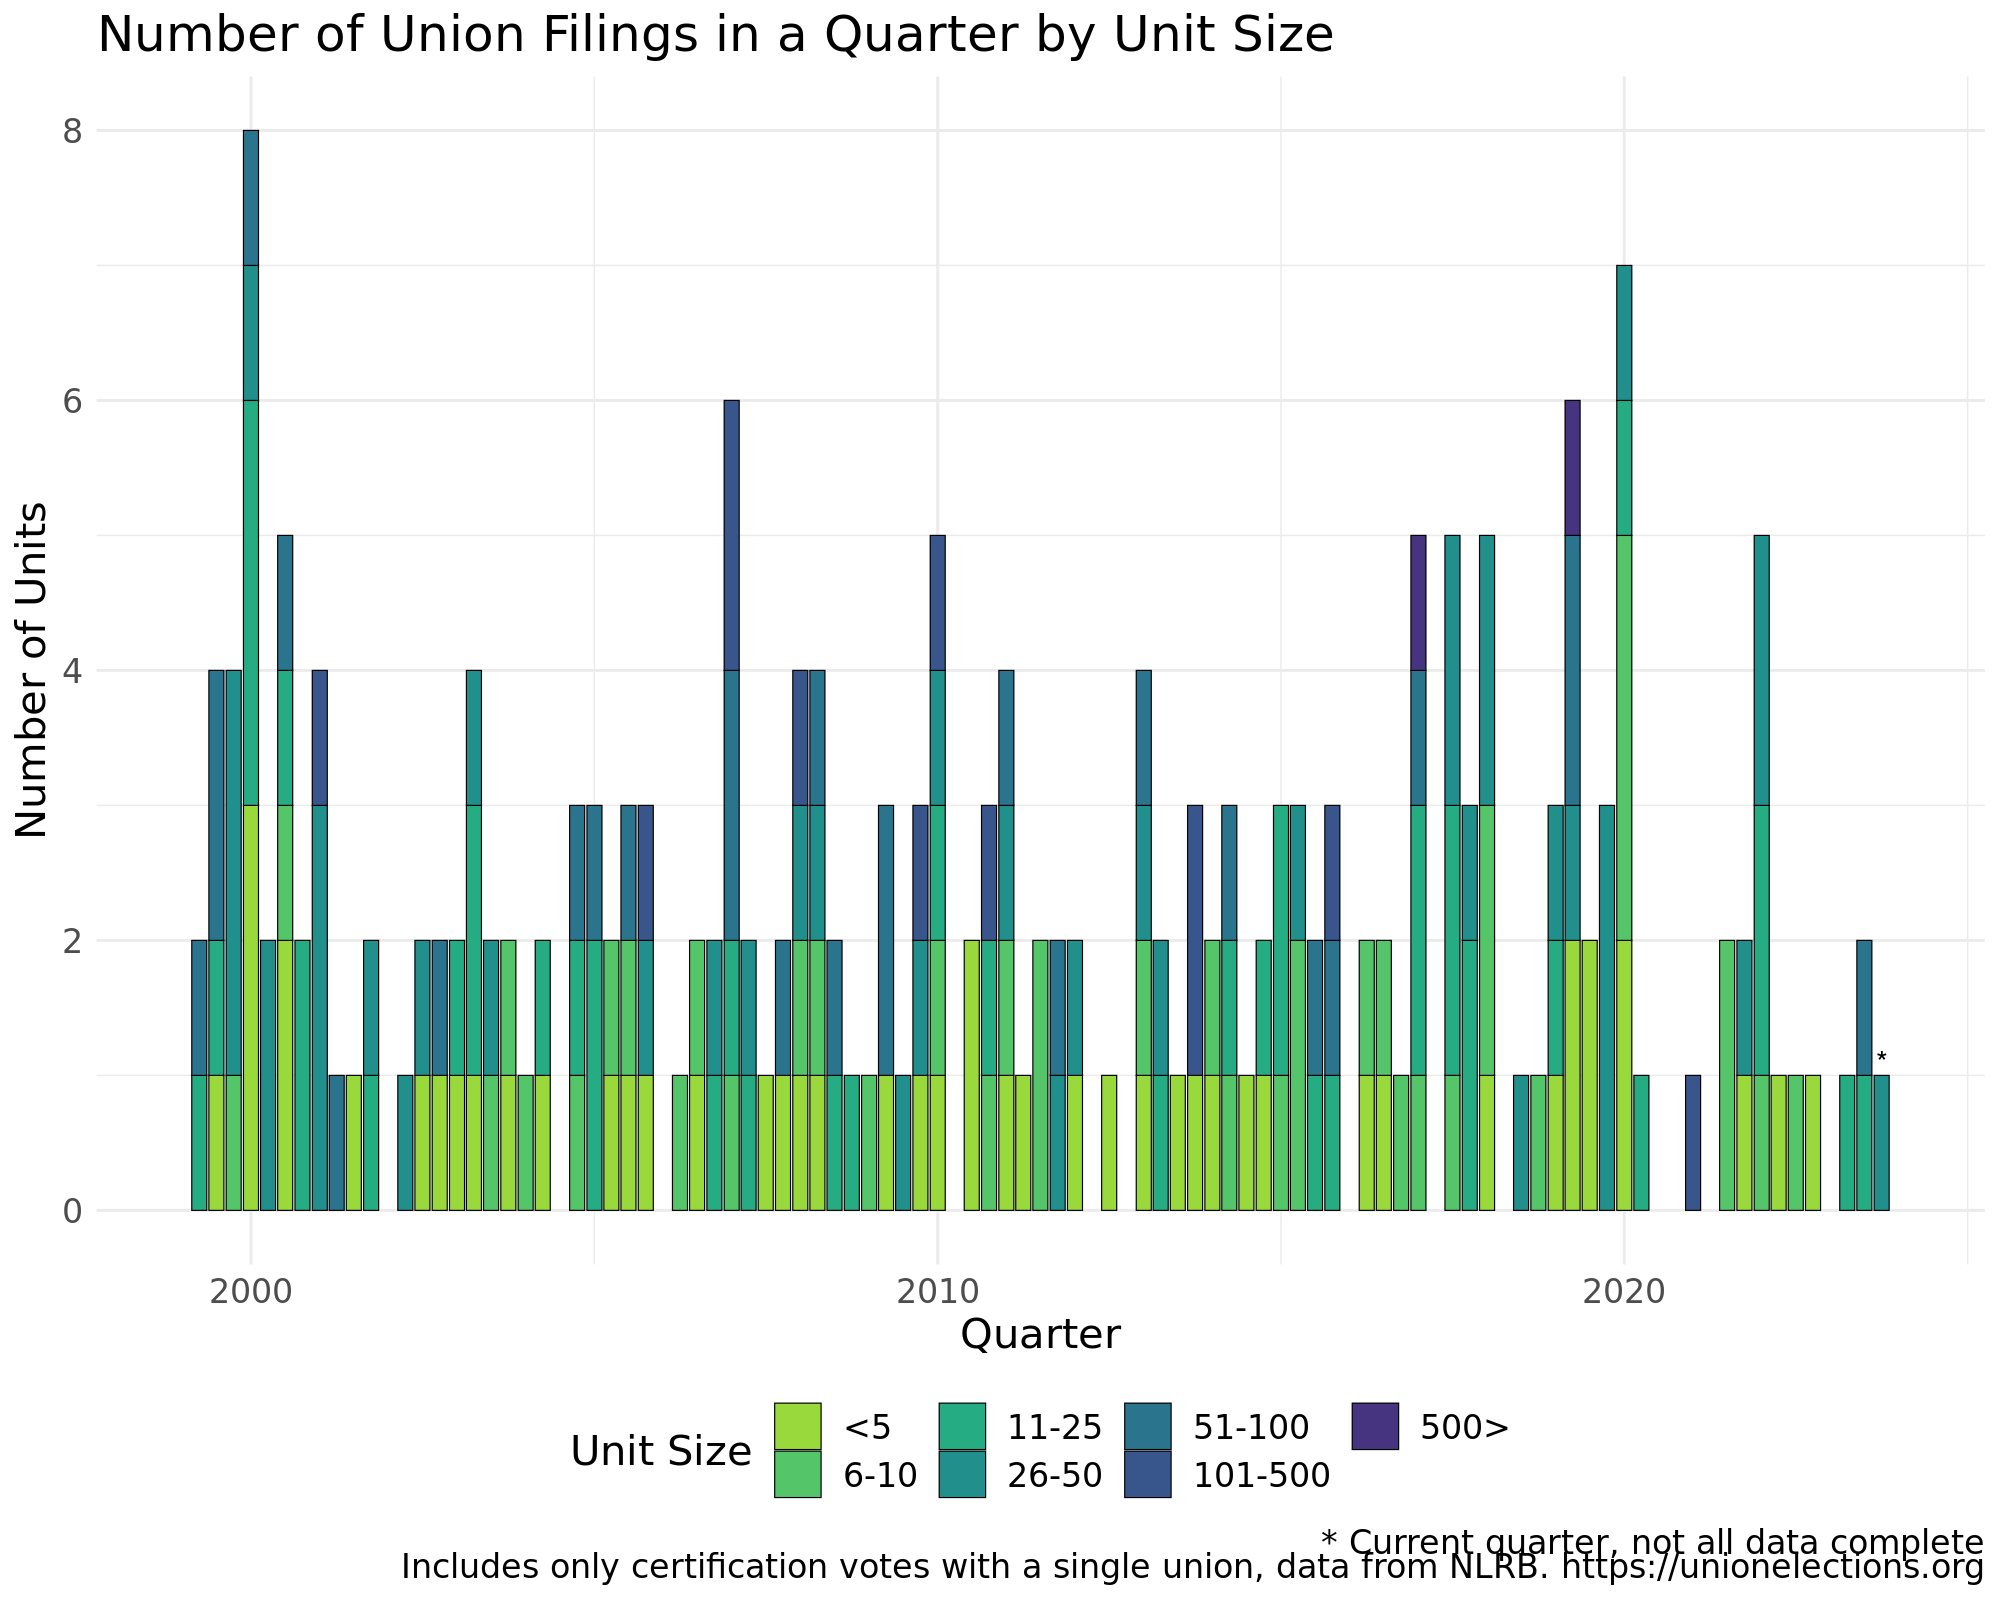 Number of Union Filings in a Quarter by Unit Size
Number of Units
8
6
4
2
0
*
2000 2010 2020
Quarter
Unit Size
<5 11-25 51-100 500>
6-10 26-50 101-500
* Current quarter, not all data complete
Includes only certification votes with a single union, data from NLRB. https://unionelections.org